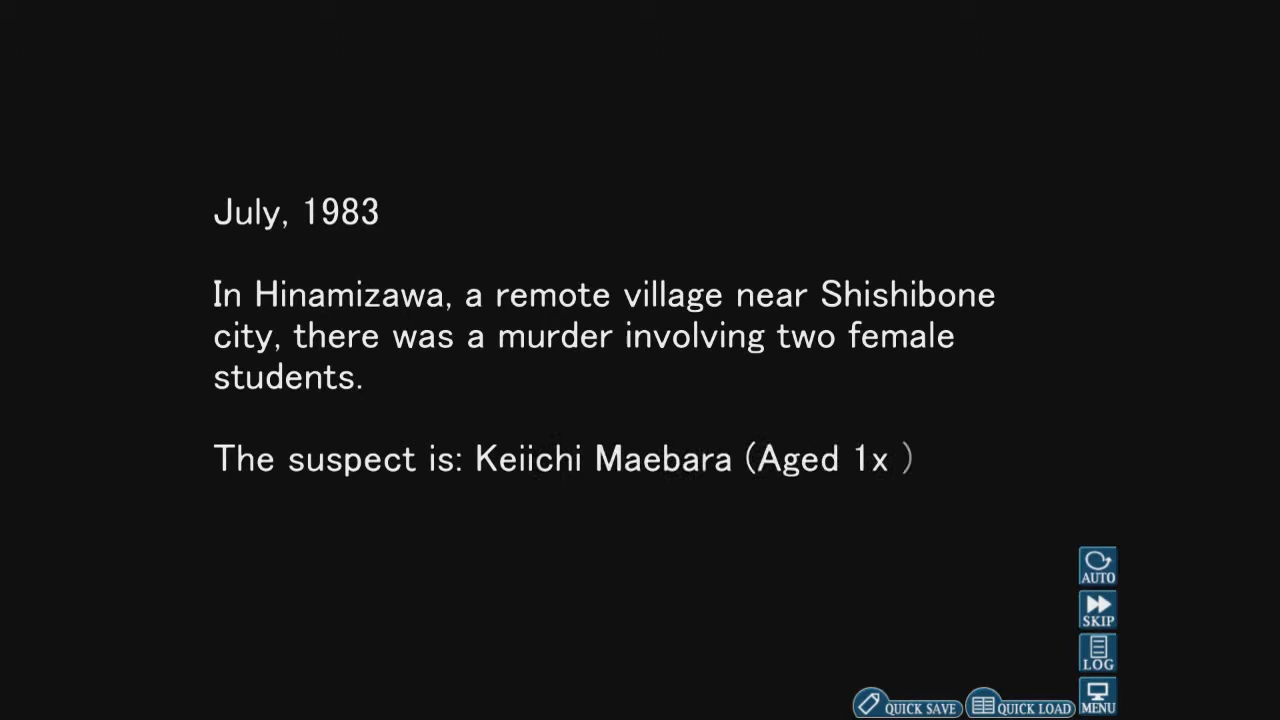 July, 1983
In Hinamizawa, a remote village near Shishibone
city, there was a murder involving two female
students.
The suspect is: Keiichi Maebara (Aged 1x )
AUTO
SKIP
LOG
QUICK SAVE
QUICK LOAD
MENU